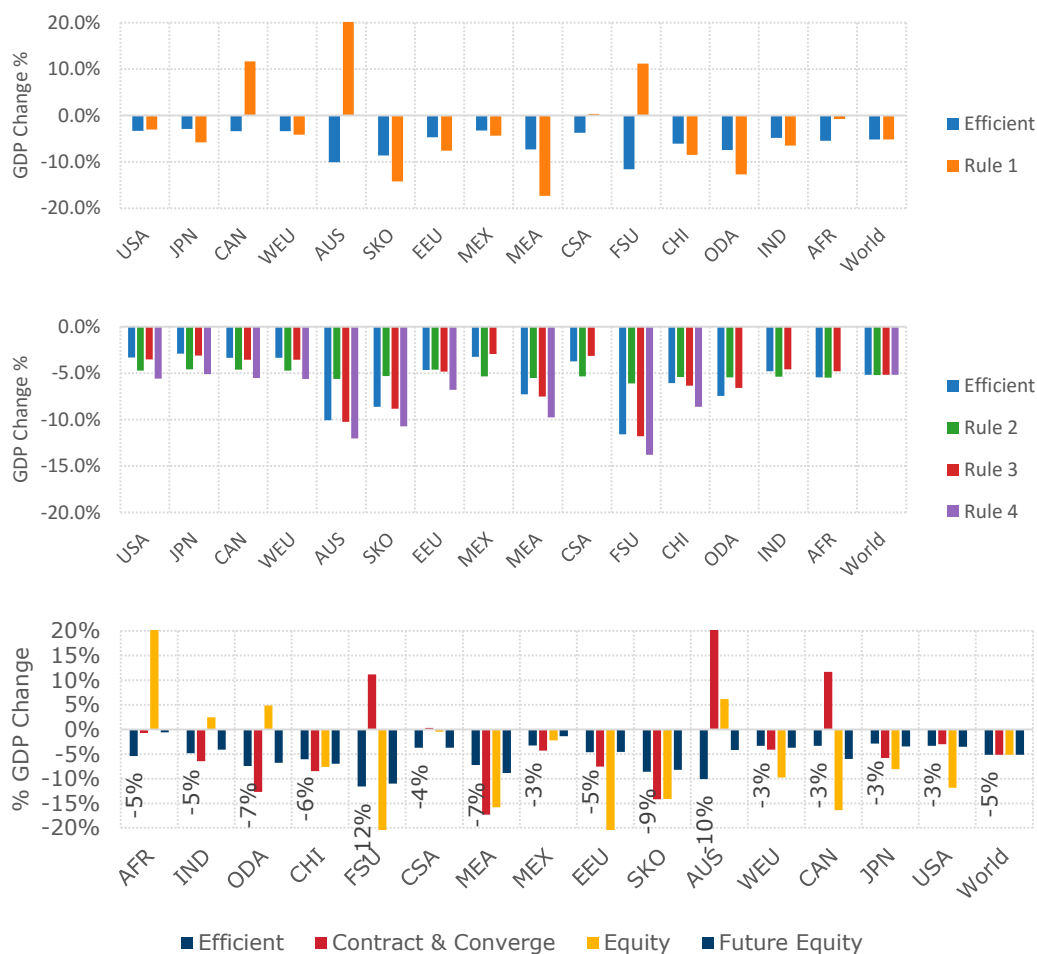 20.0%
10.0%
0.0%
-10.0%
-20.0%
GDP Change %
USA JPN CAN WEU AUS SKO EEU MEX MEA CSA FSU CHI ODA IND AFR World
Efficient
Rule 1
0.0%
-5.0%
-10.0%
-15.0%
-20.0%
GDP Change %
USA JPN CAN WEU AUS SKO EEU MEX MEA CSA FSU CHI ODA IND AFR World
Efficient
Rule 2
Rule 3
Rule 4
20%
15%
10%
5%
0%
-5%
-10%
-15%
-20%
% GDP Change
-5% -5% -7% -6% -12% -4% -7% -3% -5% -9% -10% -3% -3% -3% -3% -5%
AFR IND ODA CHI FSU CSA MEA MEX EEU SKO AUS WEU CAN JPN USA World
Efficient Contract & Converge Equity Future Equity